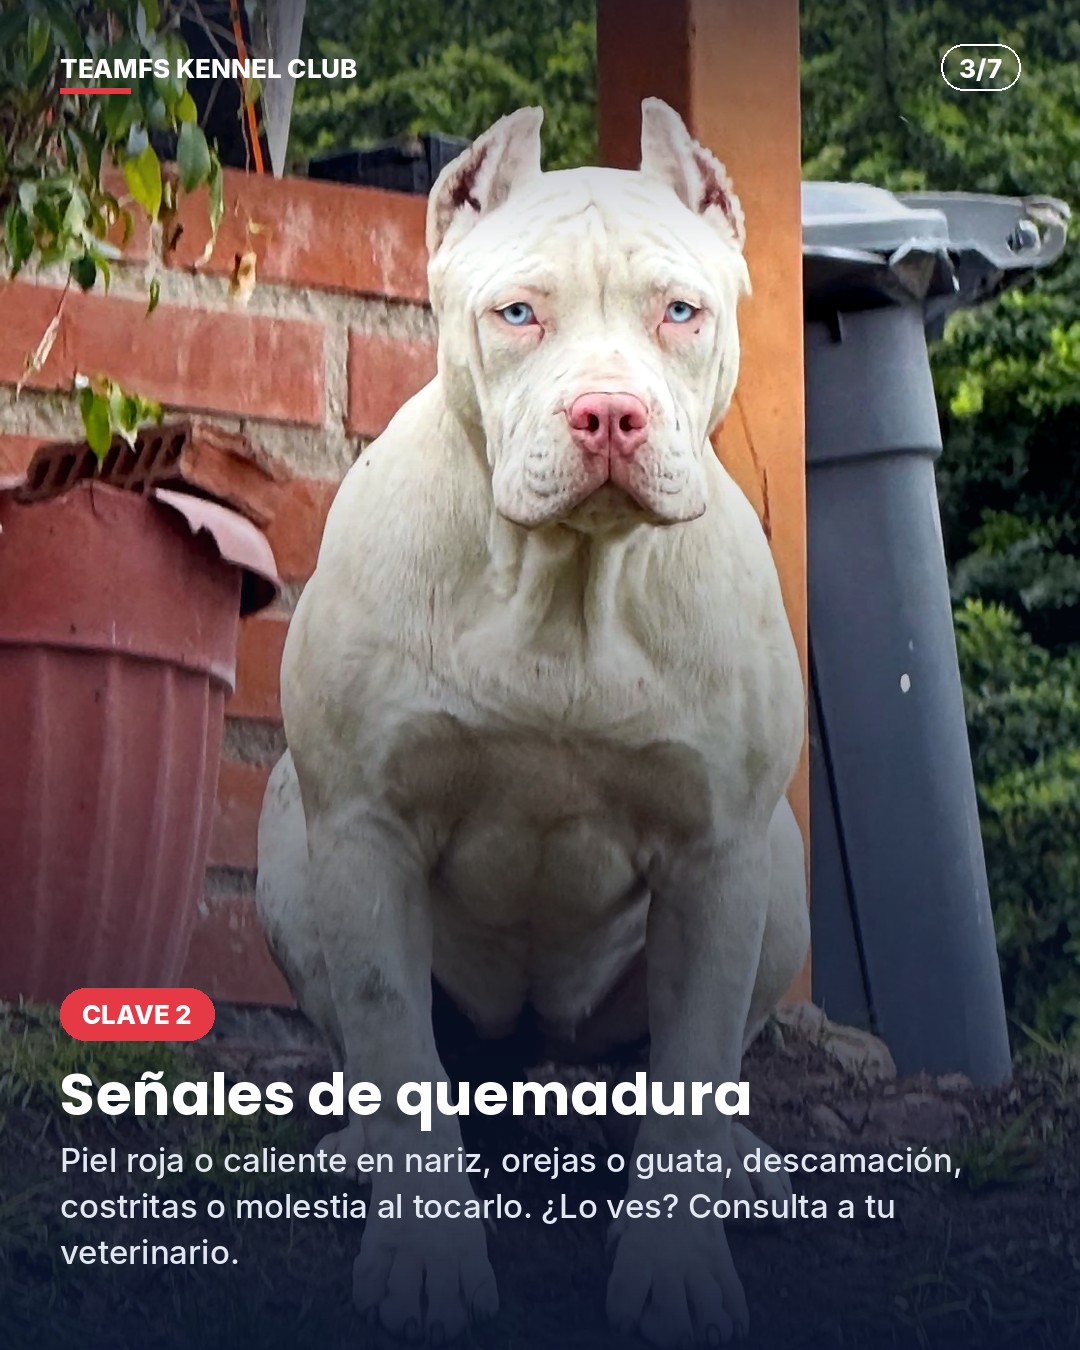 TEAMFS KENNEL CLUB
3/7
CLAVE 2
Señales de quemadura
Piel roja o caliente en nariz, orejas o guata, descamación,
costritas o molestia al tocarlo. ¿Lo ves? Consulta a tu
veterinario.